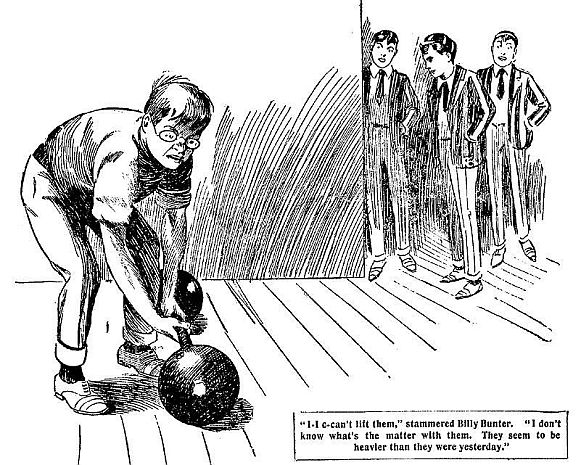 "I-I c-can't lift them," stammered Billy Bunter. "I don't
know what's the matter with them. They seem to be
heavier than they were yesterday."